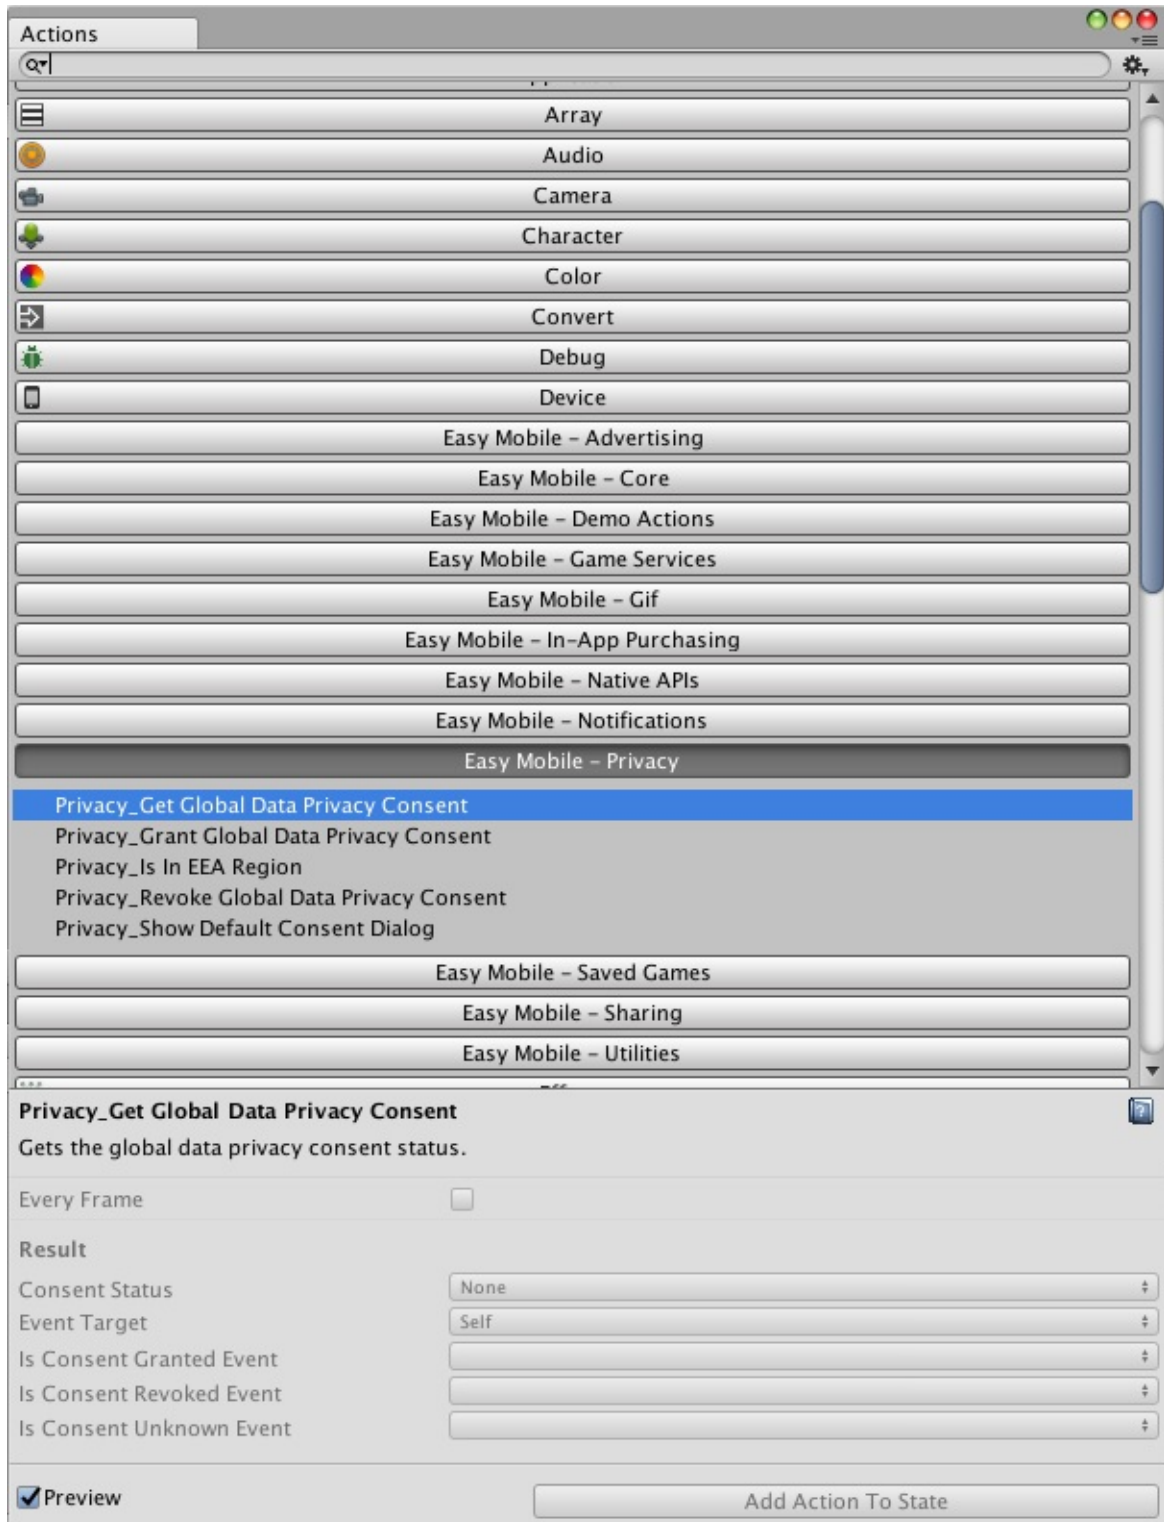 Actions
Array
Audio
Camera
Character
Color
Convert
Debug
Device
Easy Mobile – Advertising
Easy Mobile – Core
Easy Mobile – Demo Actions
Easy Mobile – Game Services
Easy Mobile – Gif
Easy Mobile – In-App Purchasing
Easy Mobile – Native APIs
Easy Mobile – Notifications
Easy Mobile – Privacy
Privacy_Get Global Data Privacy Consent
Privacy_Grant Global Data Privacy Consent
Privacy_Is In EEA Region
Privacy_Revoke Global Data Privacy Consent
Privacy_Show Default Consent Dialog
Easy Mobile – Saved Games
Easy Mobile – Sharing
Easy Mobile – Utilities
Privacy_Get Global Data Privacy Consent
Gets the global data privacy consent status.
Every Frame
Result
Consent Status None
Event Target Self
Is Consent Granted Event
Is Consent Revoked Event
Is Consent Unknown Event
Preview Add Action To State